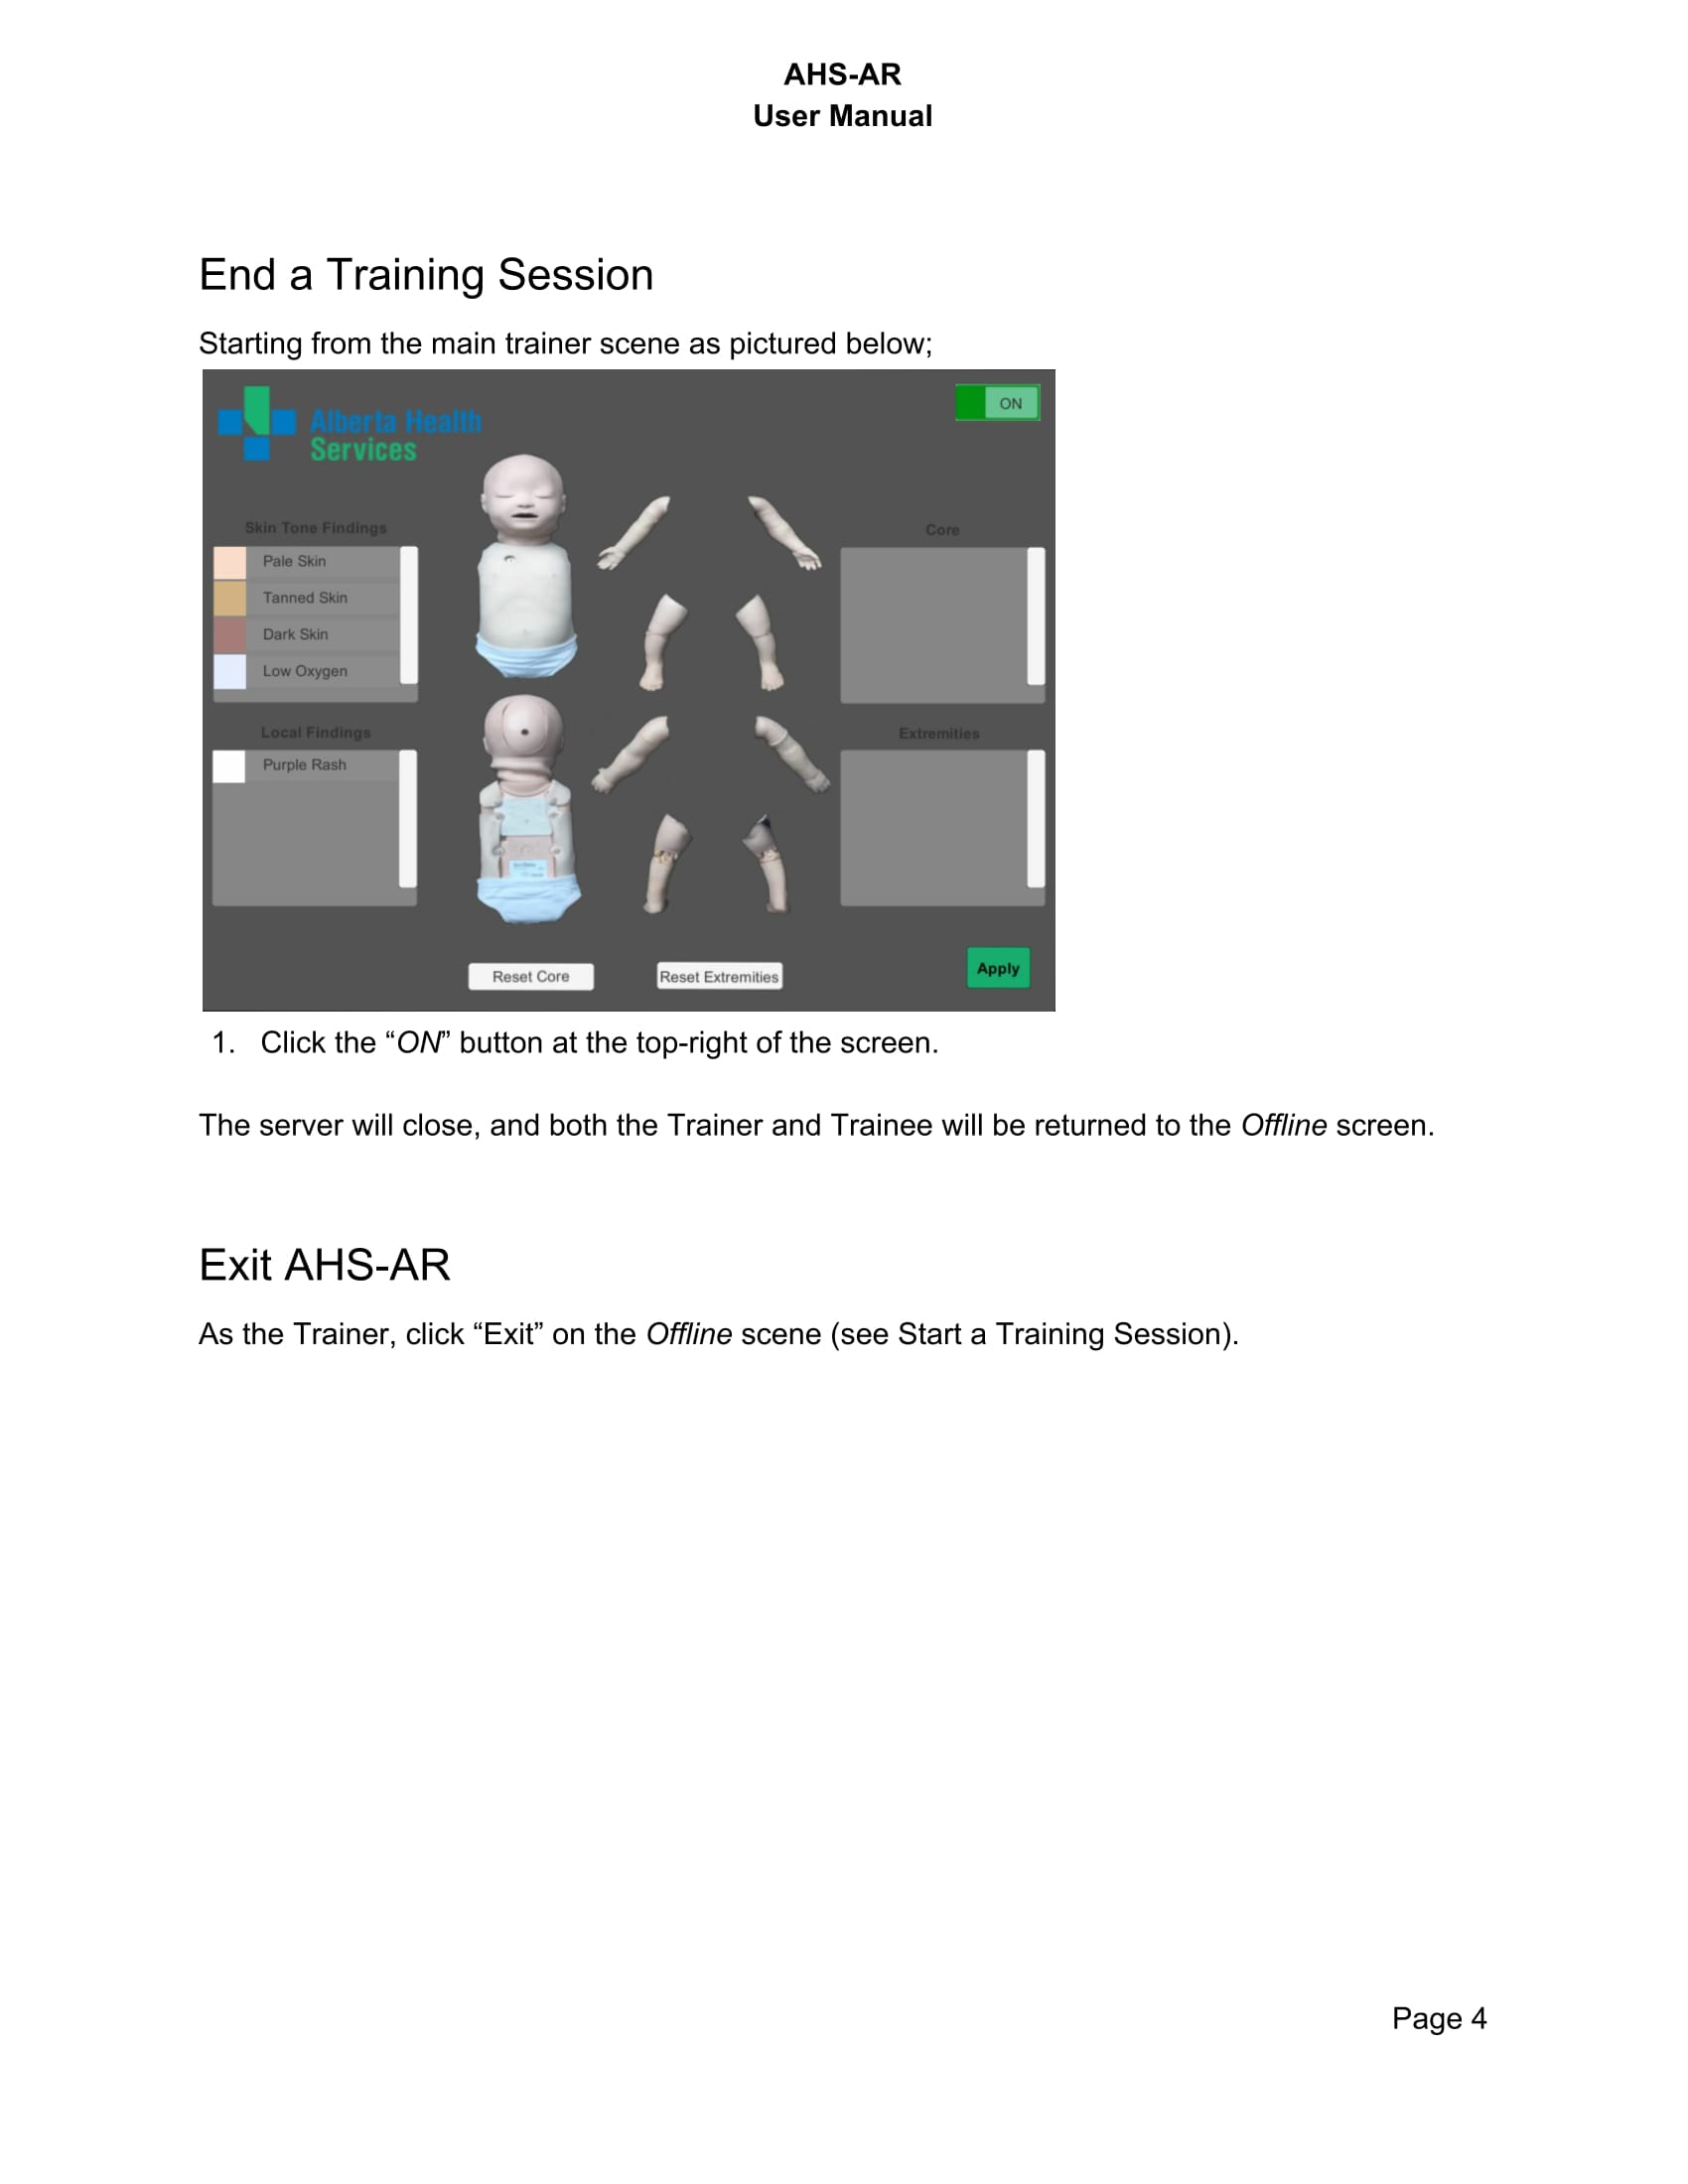 AHS-AR
User Manual
End a Training Session
Starting from the main trainer scene as pictured below;
Alberta Health
Services
ON
Skin Tone Findings
Pale Skin
Tanned Skin
Dark Skin
Low Oxygen
Core
Local Findings
Purple Rash
Extremities
Reset Core
Reset Extremities
Apply
1. Click the “ON” button at the top-right of the screen.
The server will close, and both the Trainer and Trainee will be returned to the Offline screen.
Exit AHS-AR
As the Trainer, click “Exit” on the Offline scene (see Start a Training Session).
Page 4